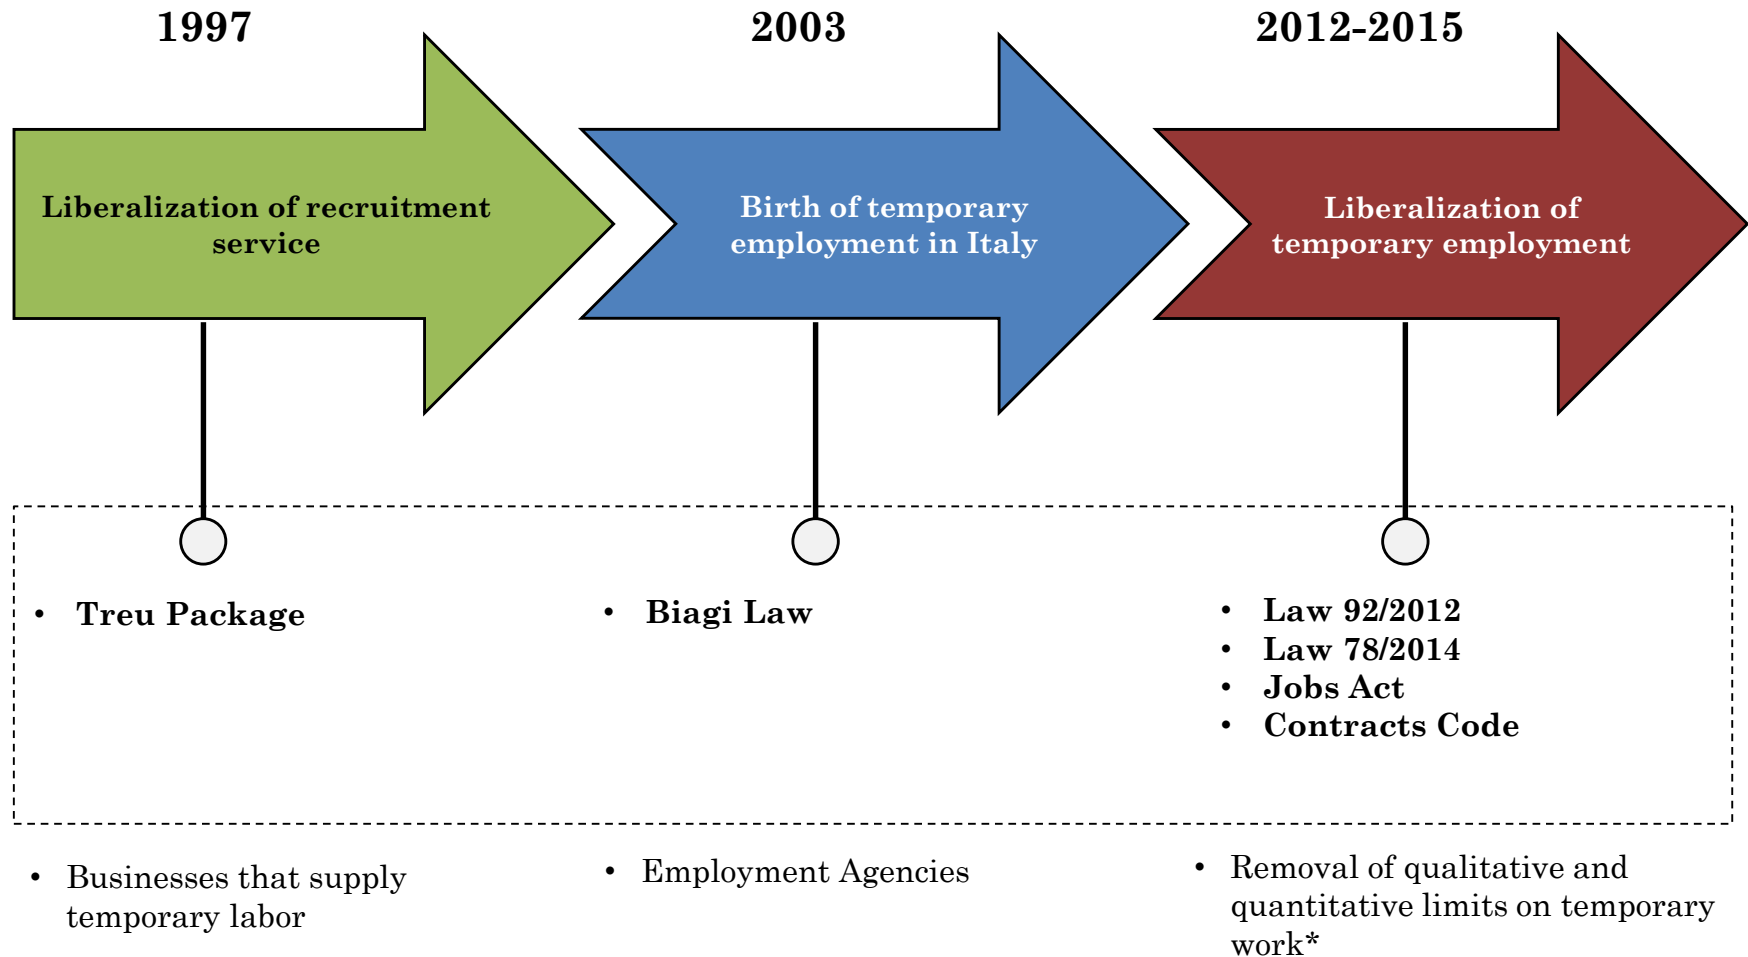 1997
2003
2012-2015
Liberalization of recruitment
service
Birth of temporary
employment in Italy
Liberalization of
temporary employment
• Treu Package
• Biagi Law
• Law 92/2012
• Law 78/2014
• Jobs Act
• Contracts Code
• Businesses that supply
temporary labor
• Employment Agencies
• Removal of qualitative and
quantitative limits on temporary
work*